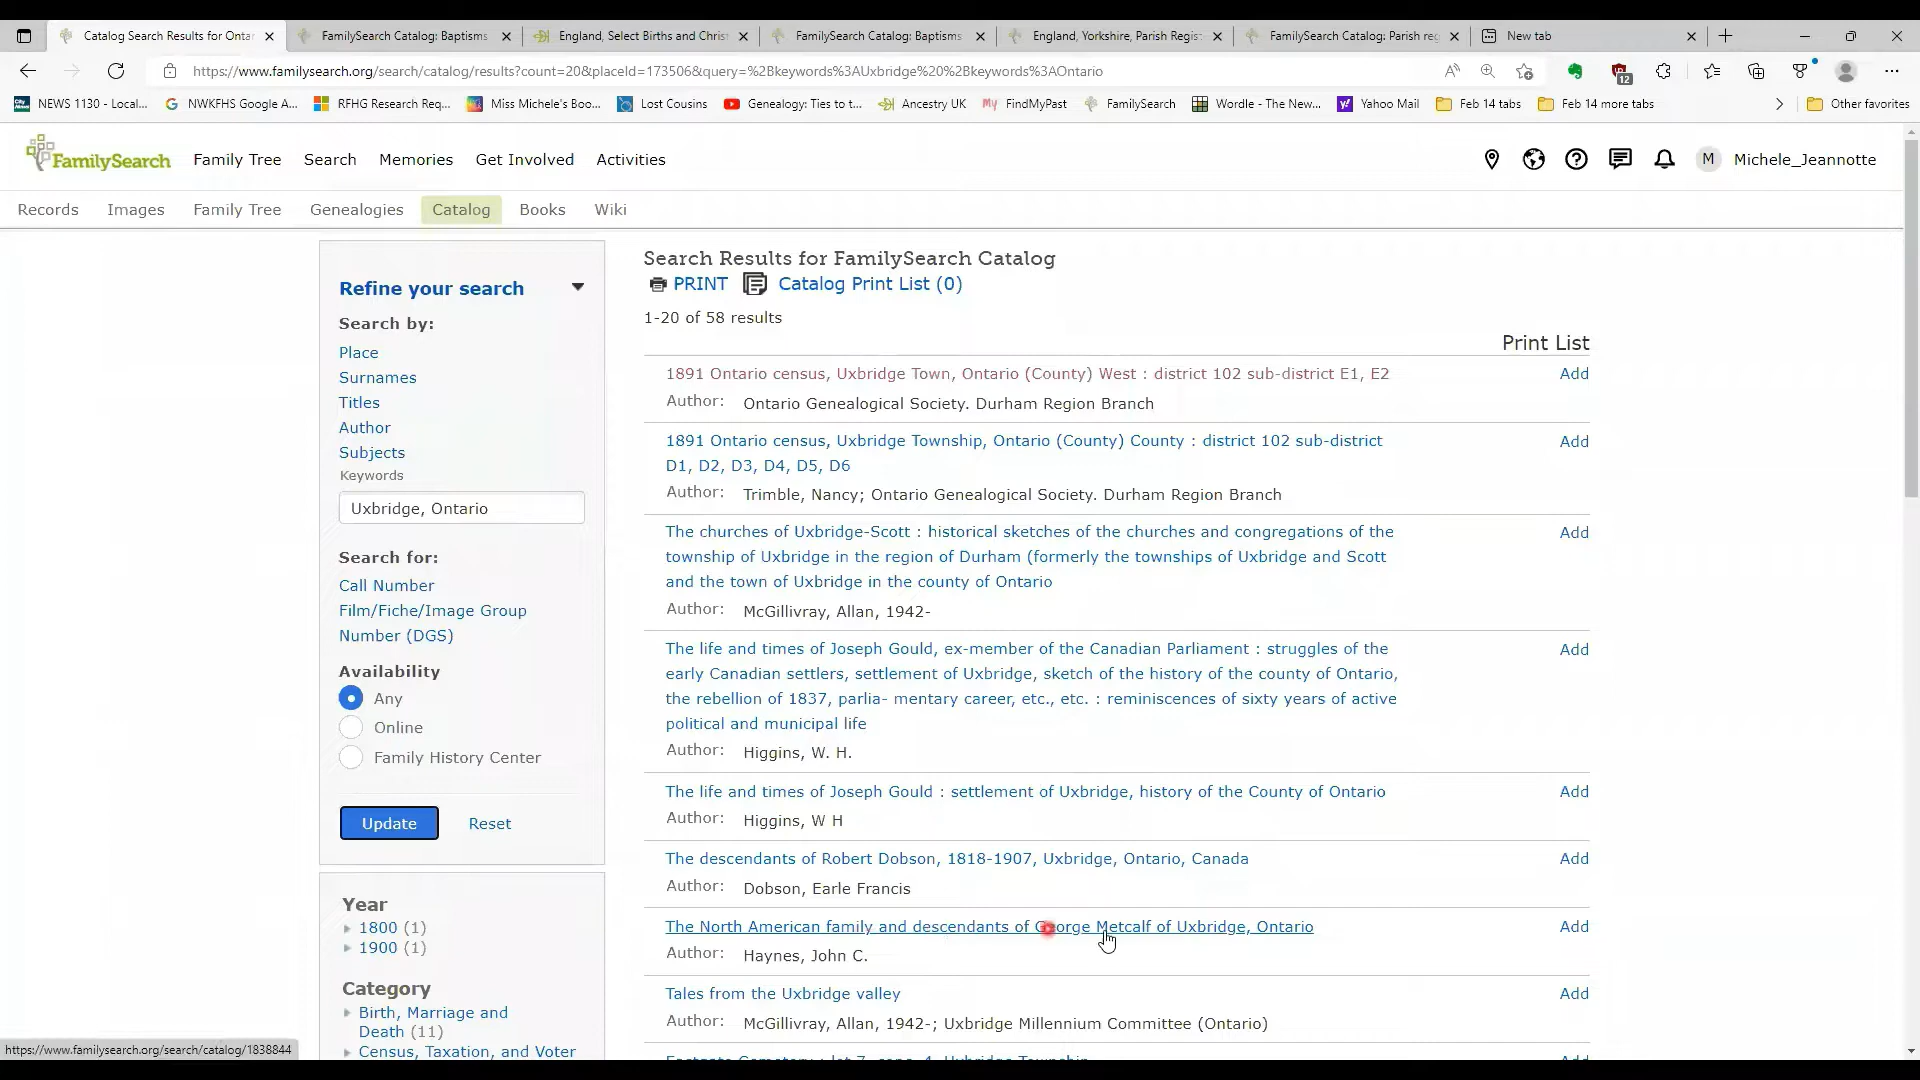 Catalog Search Results for Onta
FamilySearch Catalog: Baptisms
England, Select Births and Christ
FamilySearch Catalog: Baptisms
England, Yorkshire, Parish Regist
FamilySearch Catalog: Parish reg
New tab
https://www.familysearch.org/search/catalog/results?count=20&placeId=173506&query=%2Bkeywords%3AUxbridge%20%2Bkeywords%3AOntario
12
NEWS 1130 - Local...
NWKFHS Google A...
RFHG Research Req...
Miss Michele's Boo...
Lost Cousins
Genealogy: Ties to t...
Ancestry UK
FindMyPast
FamilySearch
Wordle - The New...
Yahoo Mail
Feb 14 tabs
Feb 14 more tabs
Other favorites
FamilySearch
Family Tree
Search
Memories
Get Involved
Activities
M
Michele_Jeannotte
Records
Images
Family Tree
Genealogies
Catalog
Books
Wiki
Refine your search
Search by:
Place
Surnames
Titles
Author
Subjects
Keywords
Uxbridge, Ontario
Search for:
Call Number
Film/Fiche/Image Group
Number (DGS)
Availability
Any
Online
Family History Center
Update
Reset
Year
1800 (1)
1900 (1)
Category
Birth, Marriage and
Death (11)
Census, Taxation, and Voter
Search Results for FamilySearch Catalog
PRINT
Catalog Print List (0)
1-20 of 58 results
Print List
1891 Ontario census, Uxbridge Town, Ontario (County) West : district 102 sub-district E1, E2
Add
Author: Ontario Genealogical Society. Durham Region Branch
1891 Ontario census, Uxbridge Township, Ontario (County) County : district 102 sub-district
D1, D2, D3, D4, D5, D6
Add
Author: Trimble, Nancy; Ontario Genealogical Society. Durham Region Branch
The churches of Uxbridge-Scott : historical sketches of the churches and congregations of the
township of Uxbridge in the region of Durham (formerly the townships of Uxbridge and Scott
and the town of Uxbridge in the county of Ontario
Add
Author: McGillivray, Allan, 1942-
The life and times of Joseph Gould, ex-member of the Canadian Parliament : struggles of the
early Canadian settlers, settlement of Uxbridge, sketch of the history of the county of Ontario,
the rebellion of 1837, parlia- mentary career, etc., etc. : reminiscences of sixty years of active
political and municipal life
Add
Author: Higgins, W. H.
The life and times of Joseph Gould : settlement of Uxbridge, history of the County of Ontario
Add
Author: Higgins, W H
The descendants of Robert Dobson, 1818-1907, Uxbridge, Ontario, Canada
Add
Author: Dobson, Earle Francis
The North American family and descendants of George Metcalf of Uxbridge, Ontario
Add
Author: Haynes, John C.
Tales from the Uxbridge valley
Add
Author: McGillivray, Allan, 1942-; Uxbridge Millennium Committee (Ontario)
https://www.familysearch.org/search/catalog/1838844